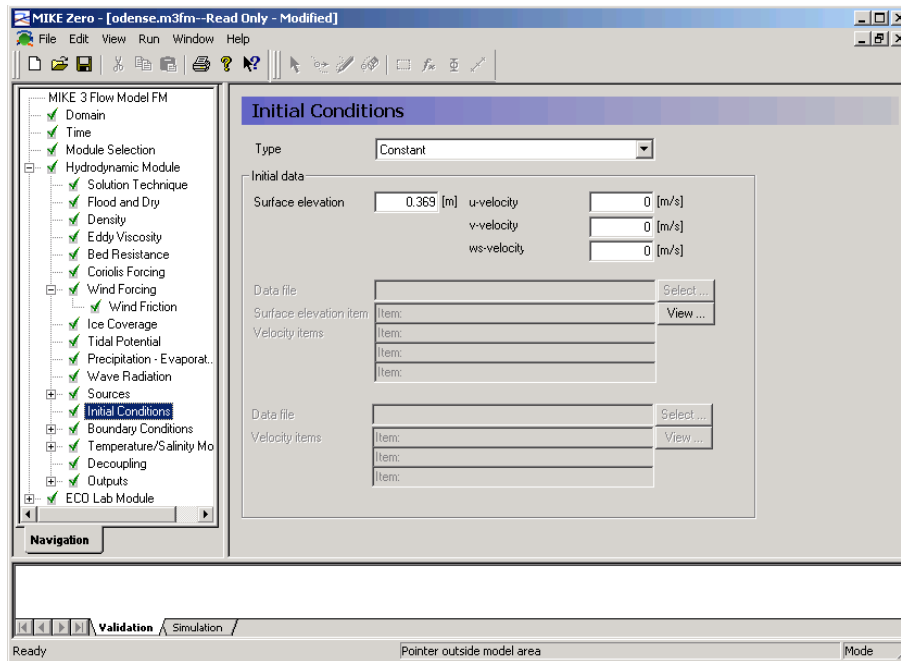 MIKE Zero - [odense.m3fm--Read Only - Modified]
File Edit View Run Window Help
MIKE 3 Flow Model FM
Domain
Time
Module Selection
Hydrodynamic Module
Solution Technique
Flood and Dry
Density
Eddy Viscosity
Bed Resistance
Coriolis Forcing
Wind Forcing
Wind Friction
Ice Coverage
Tidal Potential
Precipitation - Evaporat..
Wave Radiation
Sources
Initial Conditions
Boundary Conditions
Temperature/Salinity Mo
Decoupling
Outputs
ECO Lab Module
Navigation
Initial Conditions
Type Constant
Initial data
Surface elevation 0.369 [m] u-velocity 0 [m/s]
v-velocity 0 [m/s]
ws-velocity 0 [m/s]
Data file Select ...
Surface elevation item Item: View ...
Velocity items Item:
Item:
Item:
Data file Select ...
Velocity items Item: View ...
Item:
Item:
Validation Simulation
Ready Pointer outside model area Mode